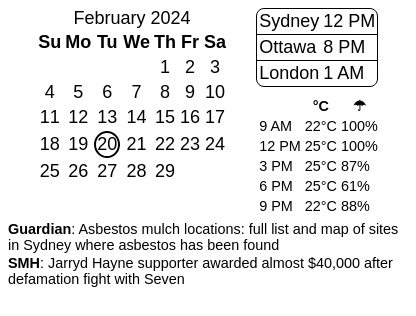 February 2024
Su Mo Tu We Th Fr Sa
1 2 3
4 5 6 7 8 9 10
11 12 13 14 15 16 17
18 19 20 21 22 23 24
25 26 27 28 29
Sydney 12 PM
Ottawa 8 PM
London 1 AM
°C ☂
9 AM 22°C 100%
12 PM 25°C 100%
3 PM 25°C 87%
6 PM 25°C 61%
9 PM 22°C 88%
Guardian: Asbestos mulch locations: full list and map of sites
in Sydney where asbestos has been found
SMH: Jarryd Hayne supporter awarded almost $40,000 after
defamation fight with Seven